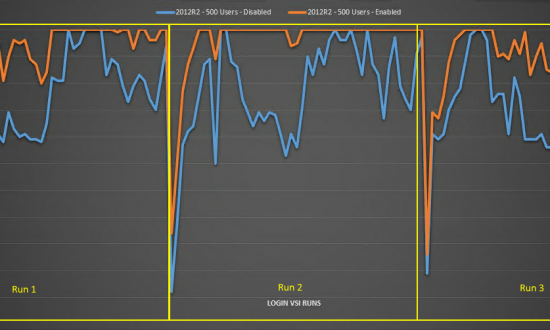 2012R2 - 500 Users - Disabled
2012R2 - 500 Users - Enabled
Run 1
Run 2
Run 3
LOGIN VSI RUNS